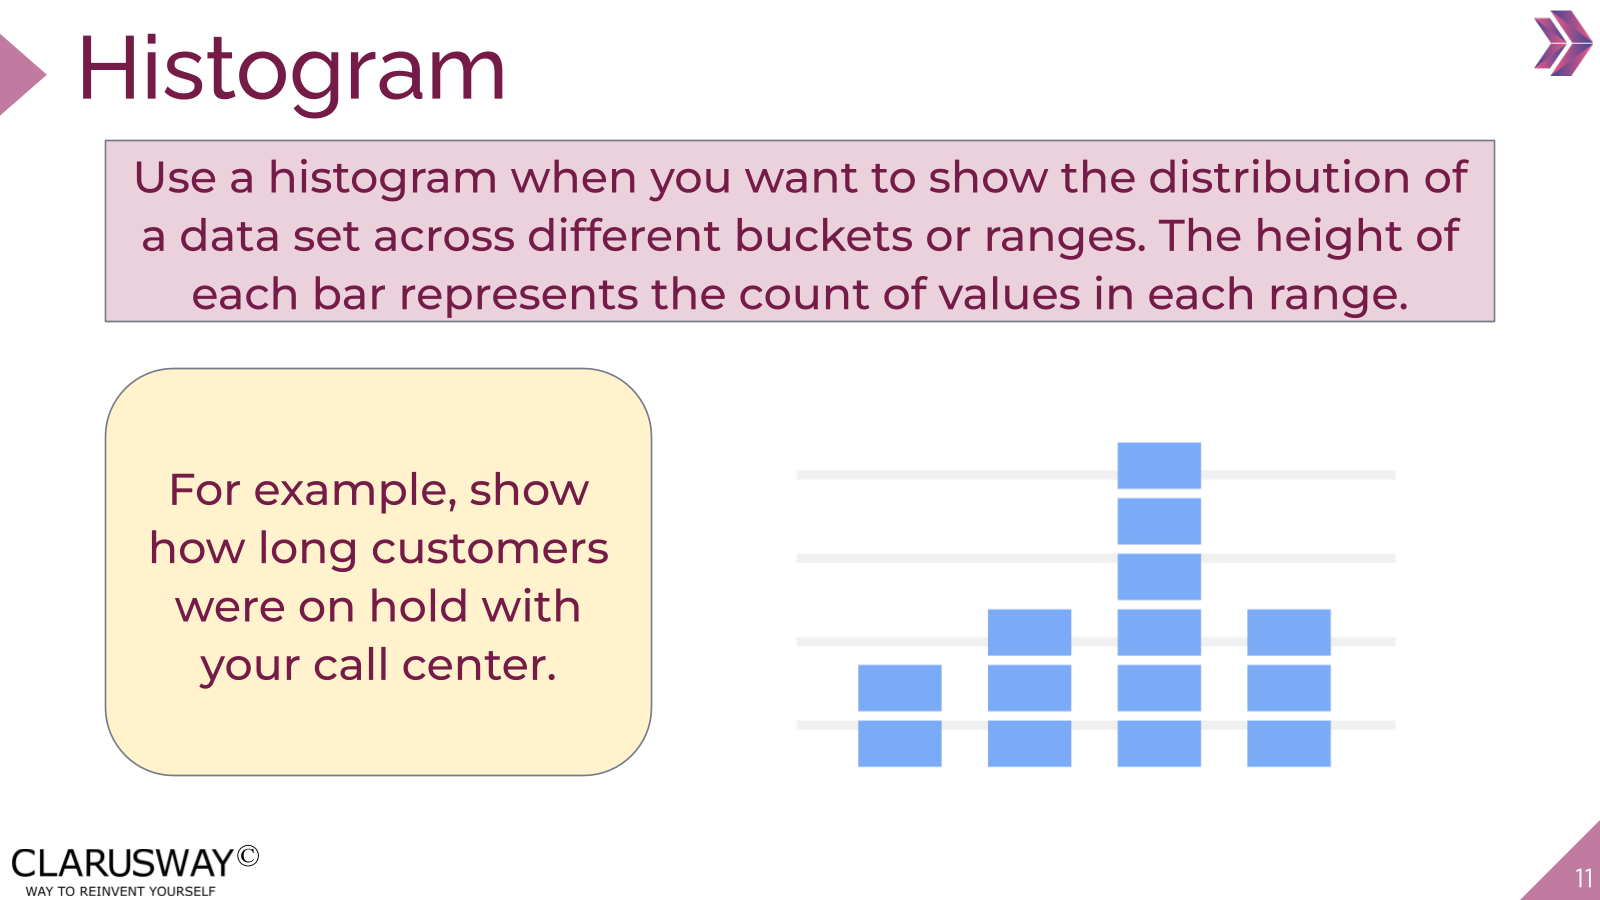 Histogram
Use a histogram when you want to show the distribution of
a data set across different buckets or ranges. The height of
each bar represents the count of values in each range.
For example, show
how long customers
were on hold with
your call center.
CLARUSWAY©
WAY TO REINVENT YOURSELF
11